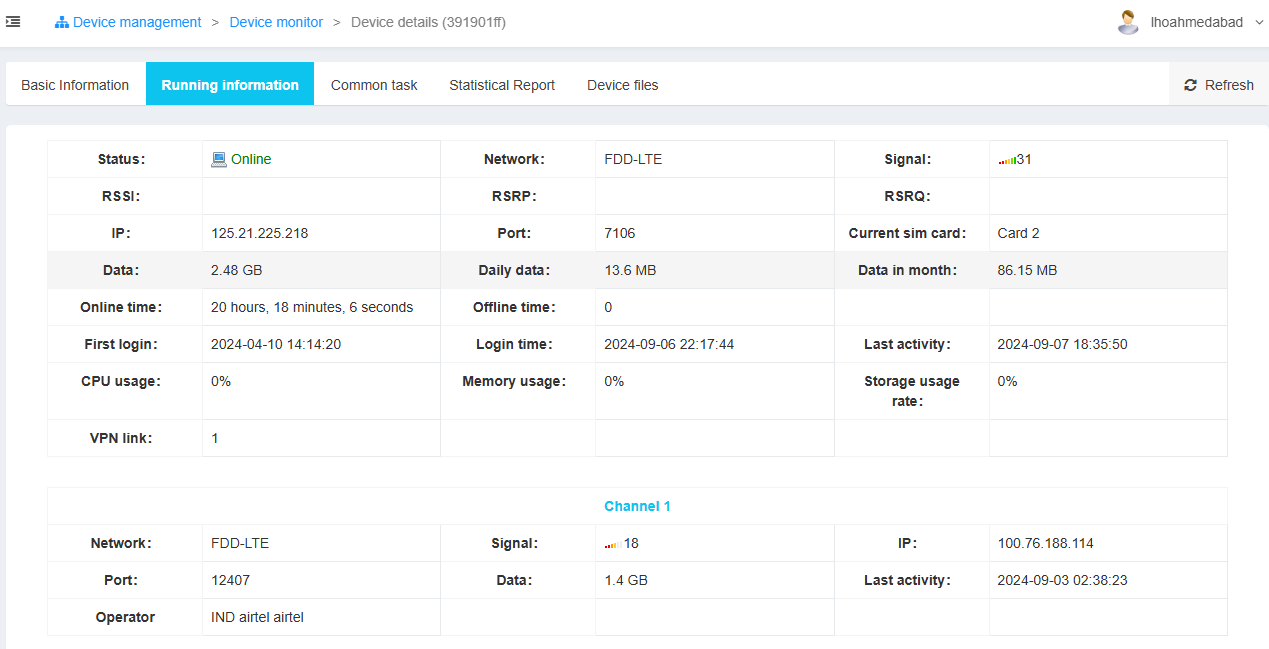 Device management > Device monitor > Device details (391901ff) lhoahmedabad
Basic Information Running information Common task Statistical Report Device files Refresh
Status: Online Network: FDD-LTE Signal: 31
RSSI: RSRP: RSRQ:
IP: 125.21.225.218 Port: 7106 Current sim card: Card 2
Data: 2.48 GB Daily data: 13.6 MB Data in month: 86.15 MB
Online time: 20 hours, 18 minutes, 6 seconds Offline time: 0
First login: 2024-04-10 14:14:20 Login time: 2024-09-06 22:17:44 Last activity: 2024-09-07 18:35:50
CPU usage: 0% Memory usage: 0% Storage usage rate: 0%
VPN link: 1
Channel 1
Network: FDD-LTE Signal: 18 IP: 100.76.188.114
Port: 12407 Data: 1.4 GB Last activity: 2024-09-03 02:38:23
Operator IND airtel airtel